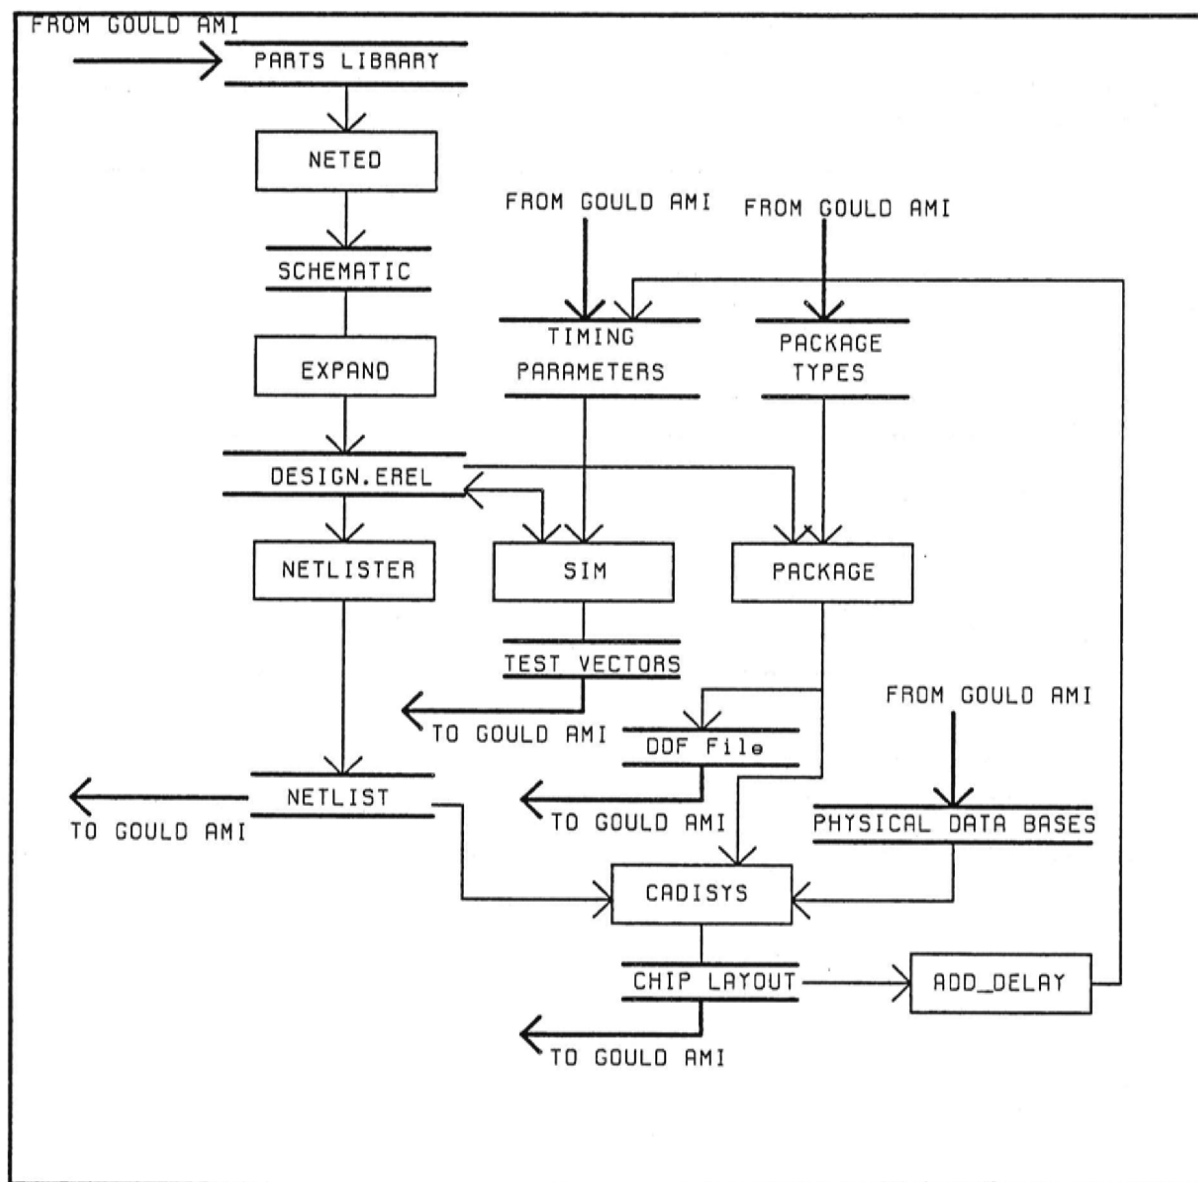 FROM GOULD AMI
PARTS LIBRARY
NETED
FROM GOULD AMI
FROM GOULD AMI
SCHEMATIC
TIMING
PARAMETERS
PACKAGE
TYPES
EXPAND
DESIGN.EREL
NETLISTER
SIM
PACKAGE
TEST VECTORS
FROM GOULD AMI
TO GOULD AMI
DDF File
NETLIST
TO GOULD AMI
TO GOULD AMI
PHYSICAL DATA BASES
CADISYS
CHIP LAYOUT
ADD_DELAY
TO GOULD AMI